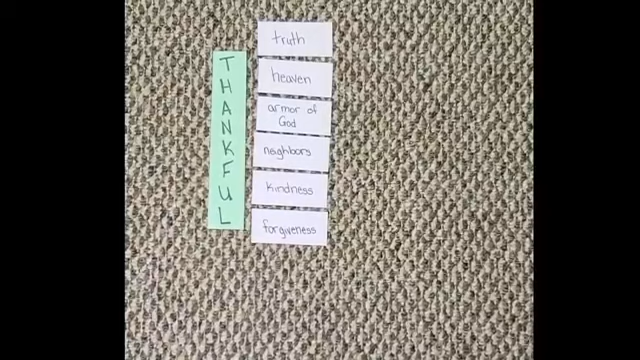 THANKFUL
truth
heaven
armor of
God
neighbors
kindness
forgiveness